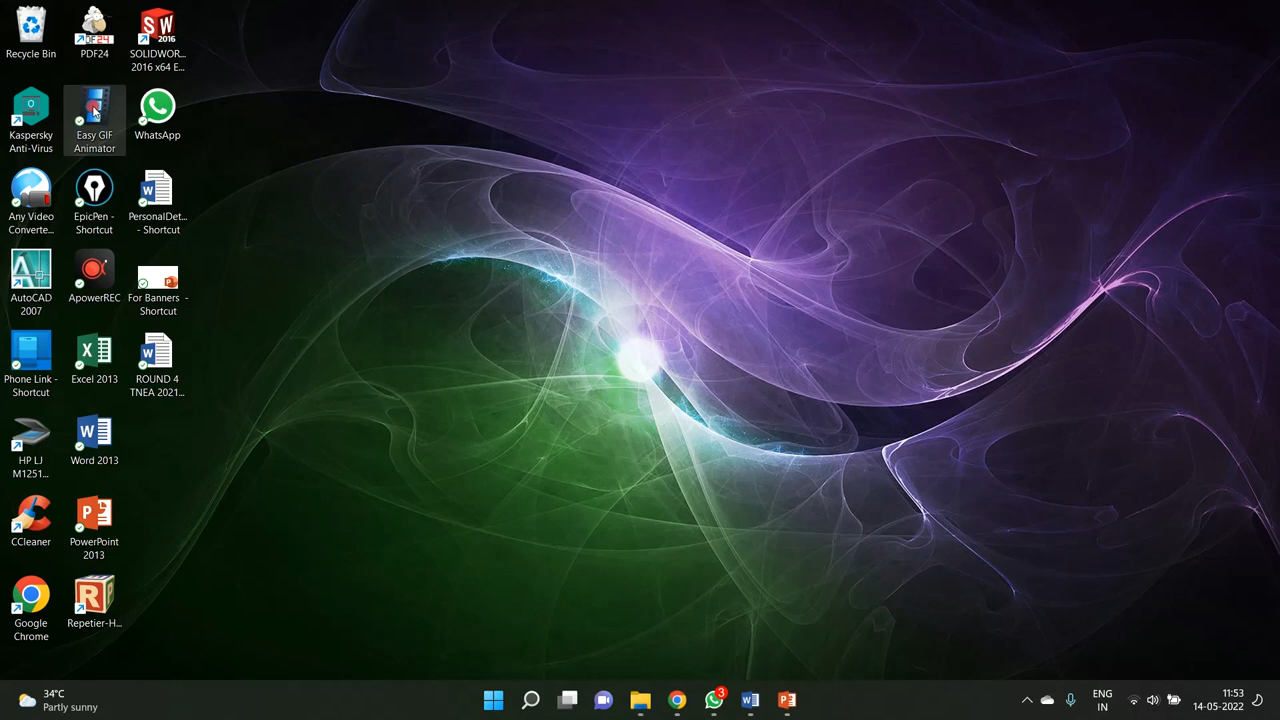 Recycle Bin
PDF24
SOLIDWOR...
2016 x64 E...
Kaspersky
Anti-Virus
Easy GIF
Animator
WhatsApp
Any Video
Converte...
EpicPen -
Shortcut
PersonalDet...
- Shortcut
AutoCAD
2007
ApowerREC
For Banners -
Shortcut
Phone Link -
Shortcut
Excel 2013
ROUND 4
TNEA 2021...
HP LJ
M1251...
Word 2013
CCleaner
PowerPoint
2013
Google
Chrome
Repetier-H...
34°C
Partly sunny
3
ENG
IN
11:53
14-05-2022